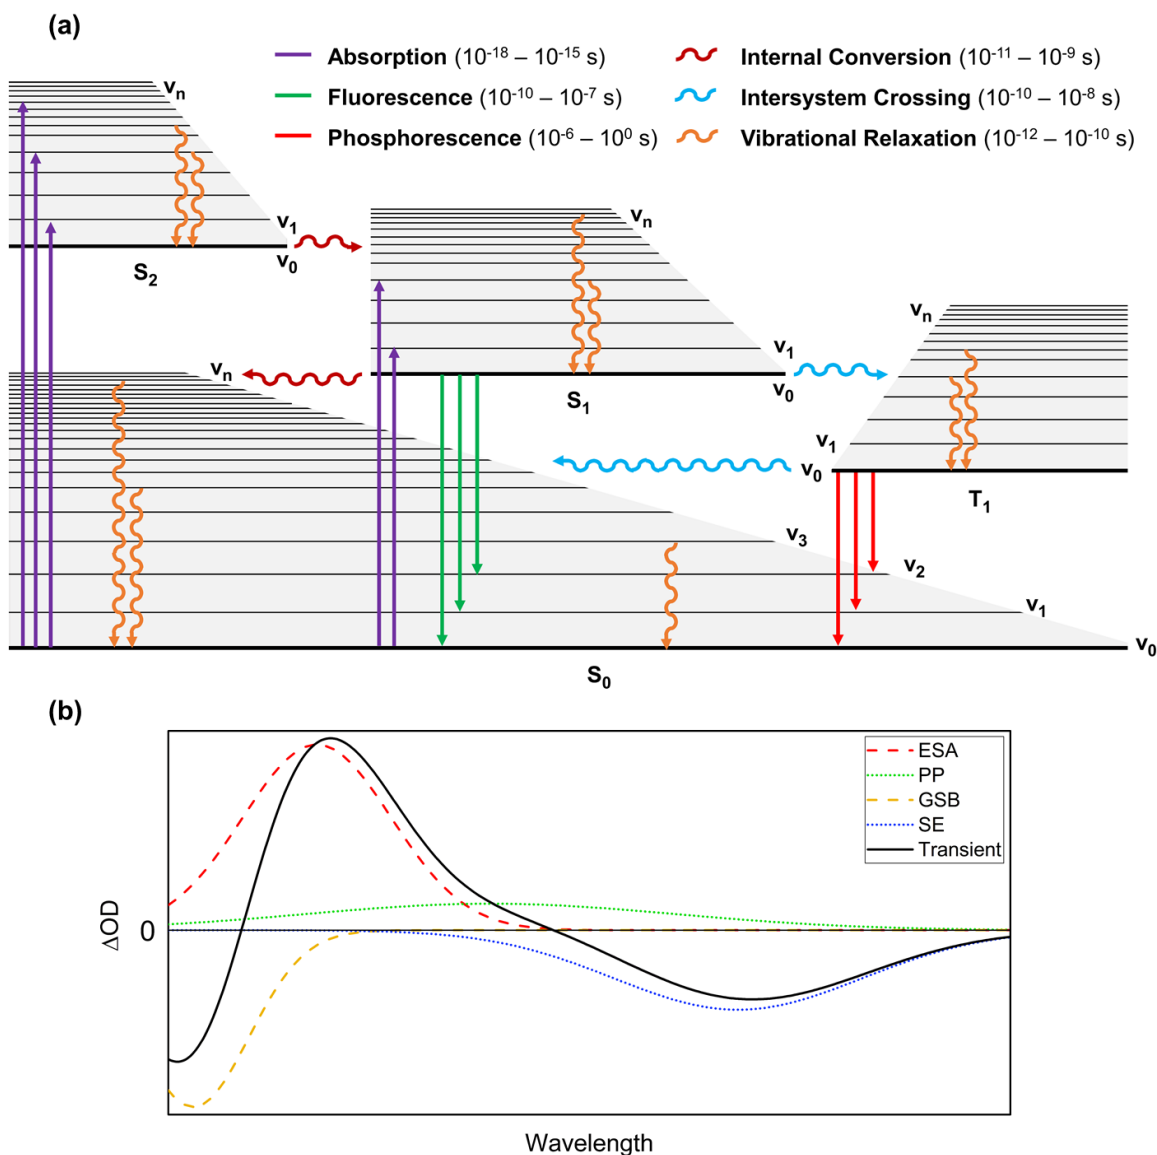 (a)
Absorption (10⁻¹⁸ – 10⁻¹⁵ s)
Internal Conversion (10⁻¹¹ – 10⁻⁹ s)
Fluorescence (10⁻¹⁰ – 10⁻⁷ s)
Intersystem Crossing (10⁻¹⁰ – 10⁻⁸ s)
Phosphorescence (10⁻⁶ – 10⁰ s)
Vibrational Relaxation (10⁻¹² – 10⁻¹⁰ s)
vₙ
v₁
v₀
S₂
vₙ
v₁
v₀
S₁
vₙ
v₁
v₀
T₁
vₙ
v₃
v₂
v₁
v₀
S₀
(b)
ESA
PP
GSB
SE
Transient
ΔOD
0
Wavelength